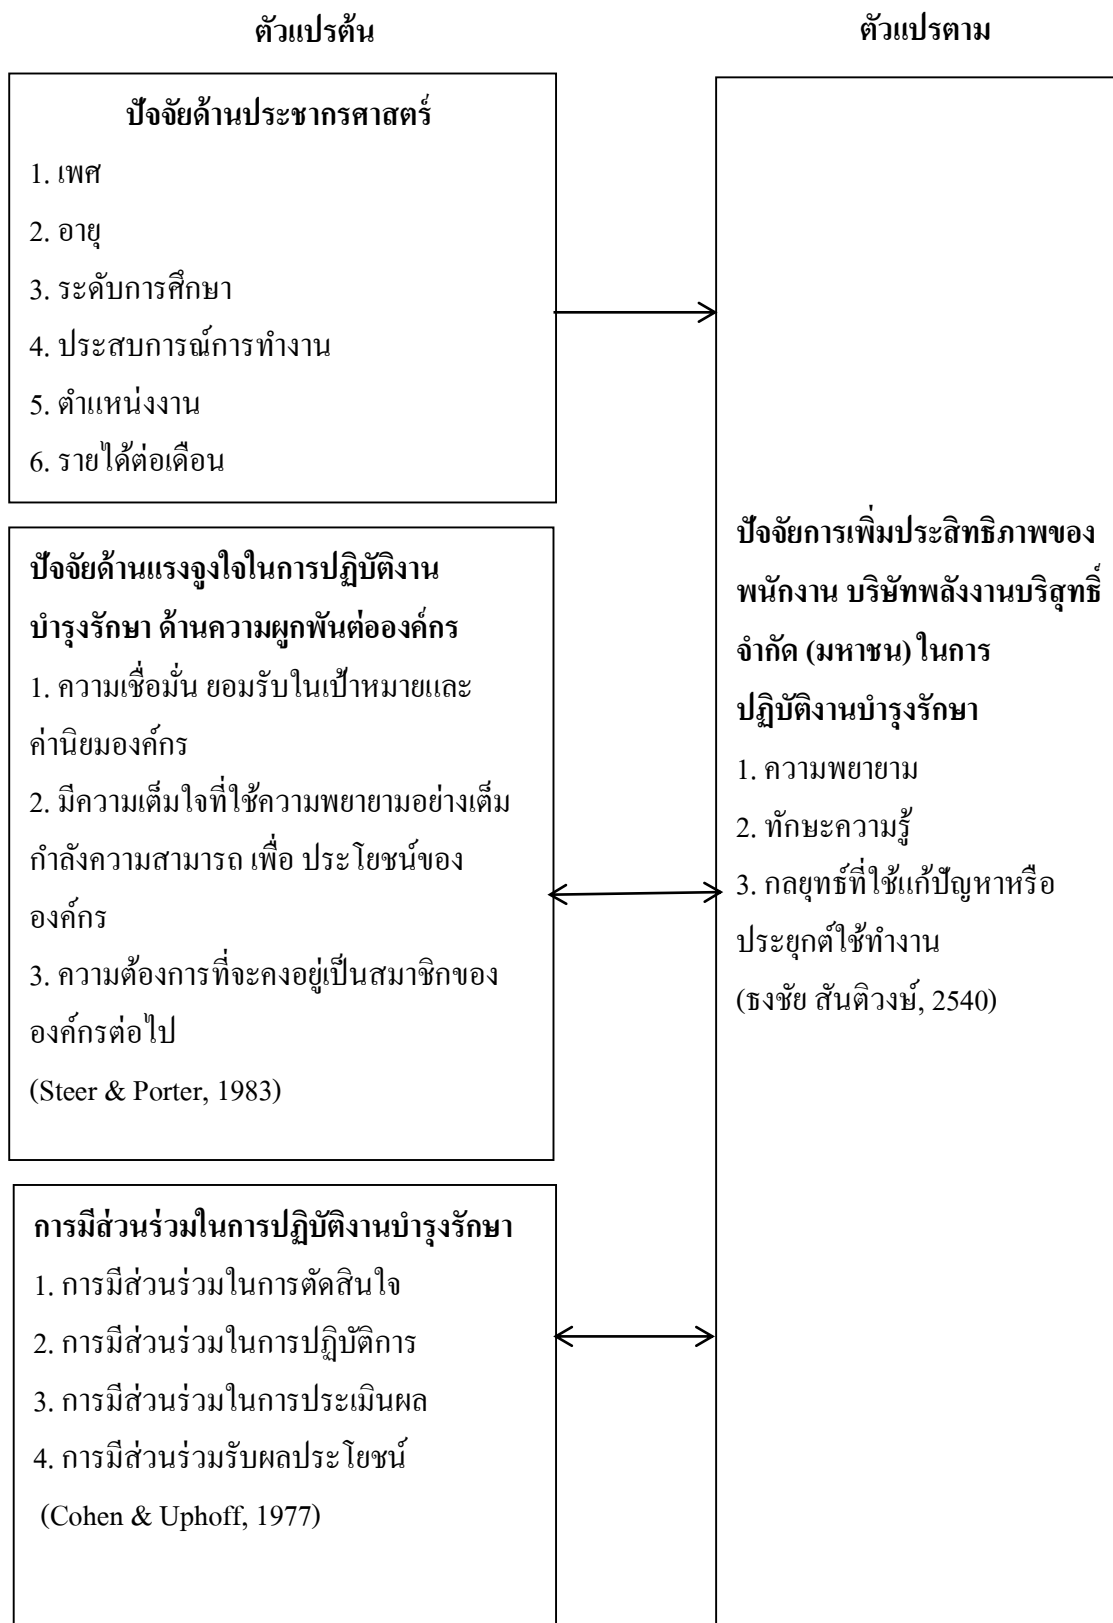 ตัวแปรต้น
ตัวแปรตาม
ปัจจัยด้านประชากรศาสตร์
1. เพศ
2. อายุ
3. ระดับการศึกษา
4. ประสบการณ์การทำงาน
5. ตำแหน่งงาน
6. รายได้ต่อเดือน
ปัจจัยด้านแรงจูงใจในการปฏิบัติงาน
บำรุงรักษา ด้านความผูกพันต่อองค์กร
1. ความเชื่อมั่น ยอมรับในเป้าหมายและ
ค่านิยมองค์กร
2. มีความเต็มใจที่ใช้ความพยายามอย่างเต็ม
กำลังความสามารถ เพื่อ ประโยชน์ของ
องค์กร
3. ความต้องการที่จะคงอยู่เป็นสมาชิกของ
องค์กรต่อไป
(Steer & Porter, 1983)
การมีส่วนร่วมในการปฏิบัติงานบำรุงรักษา
1. การมีส่วนร่วมในการตัดสินใจ
2. การมีส่วนร่วมในการปฏิบัติการ
3. การมีส่วนร่วมในการประเมินผล
4. การมีส่วนร่วมรับผลประโยชน์
(Cohen & Uphoff, 1977)
ปัจจัยการเพิ่มประสิทธิภาพของ
พนักงาน บริษัทพลังงานบริสุทธิ์
จำกัด (มหาชน) ในการ
ปฏิบัติงานบำรุงรักษา
1. ความพยายาม
2. ทักษะความรู้
3. กลยุทธ์ที่ใช้แก้ปัญหาหรือ
ประยุกต์ใช้ทำงาน
(ธงชัย สันติวงษ์, 2540)